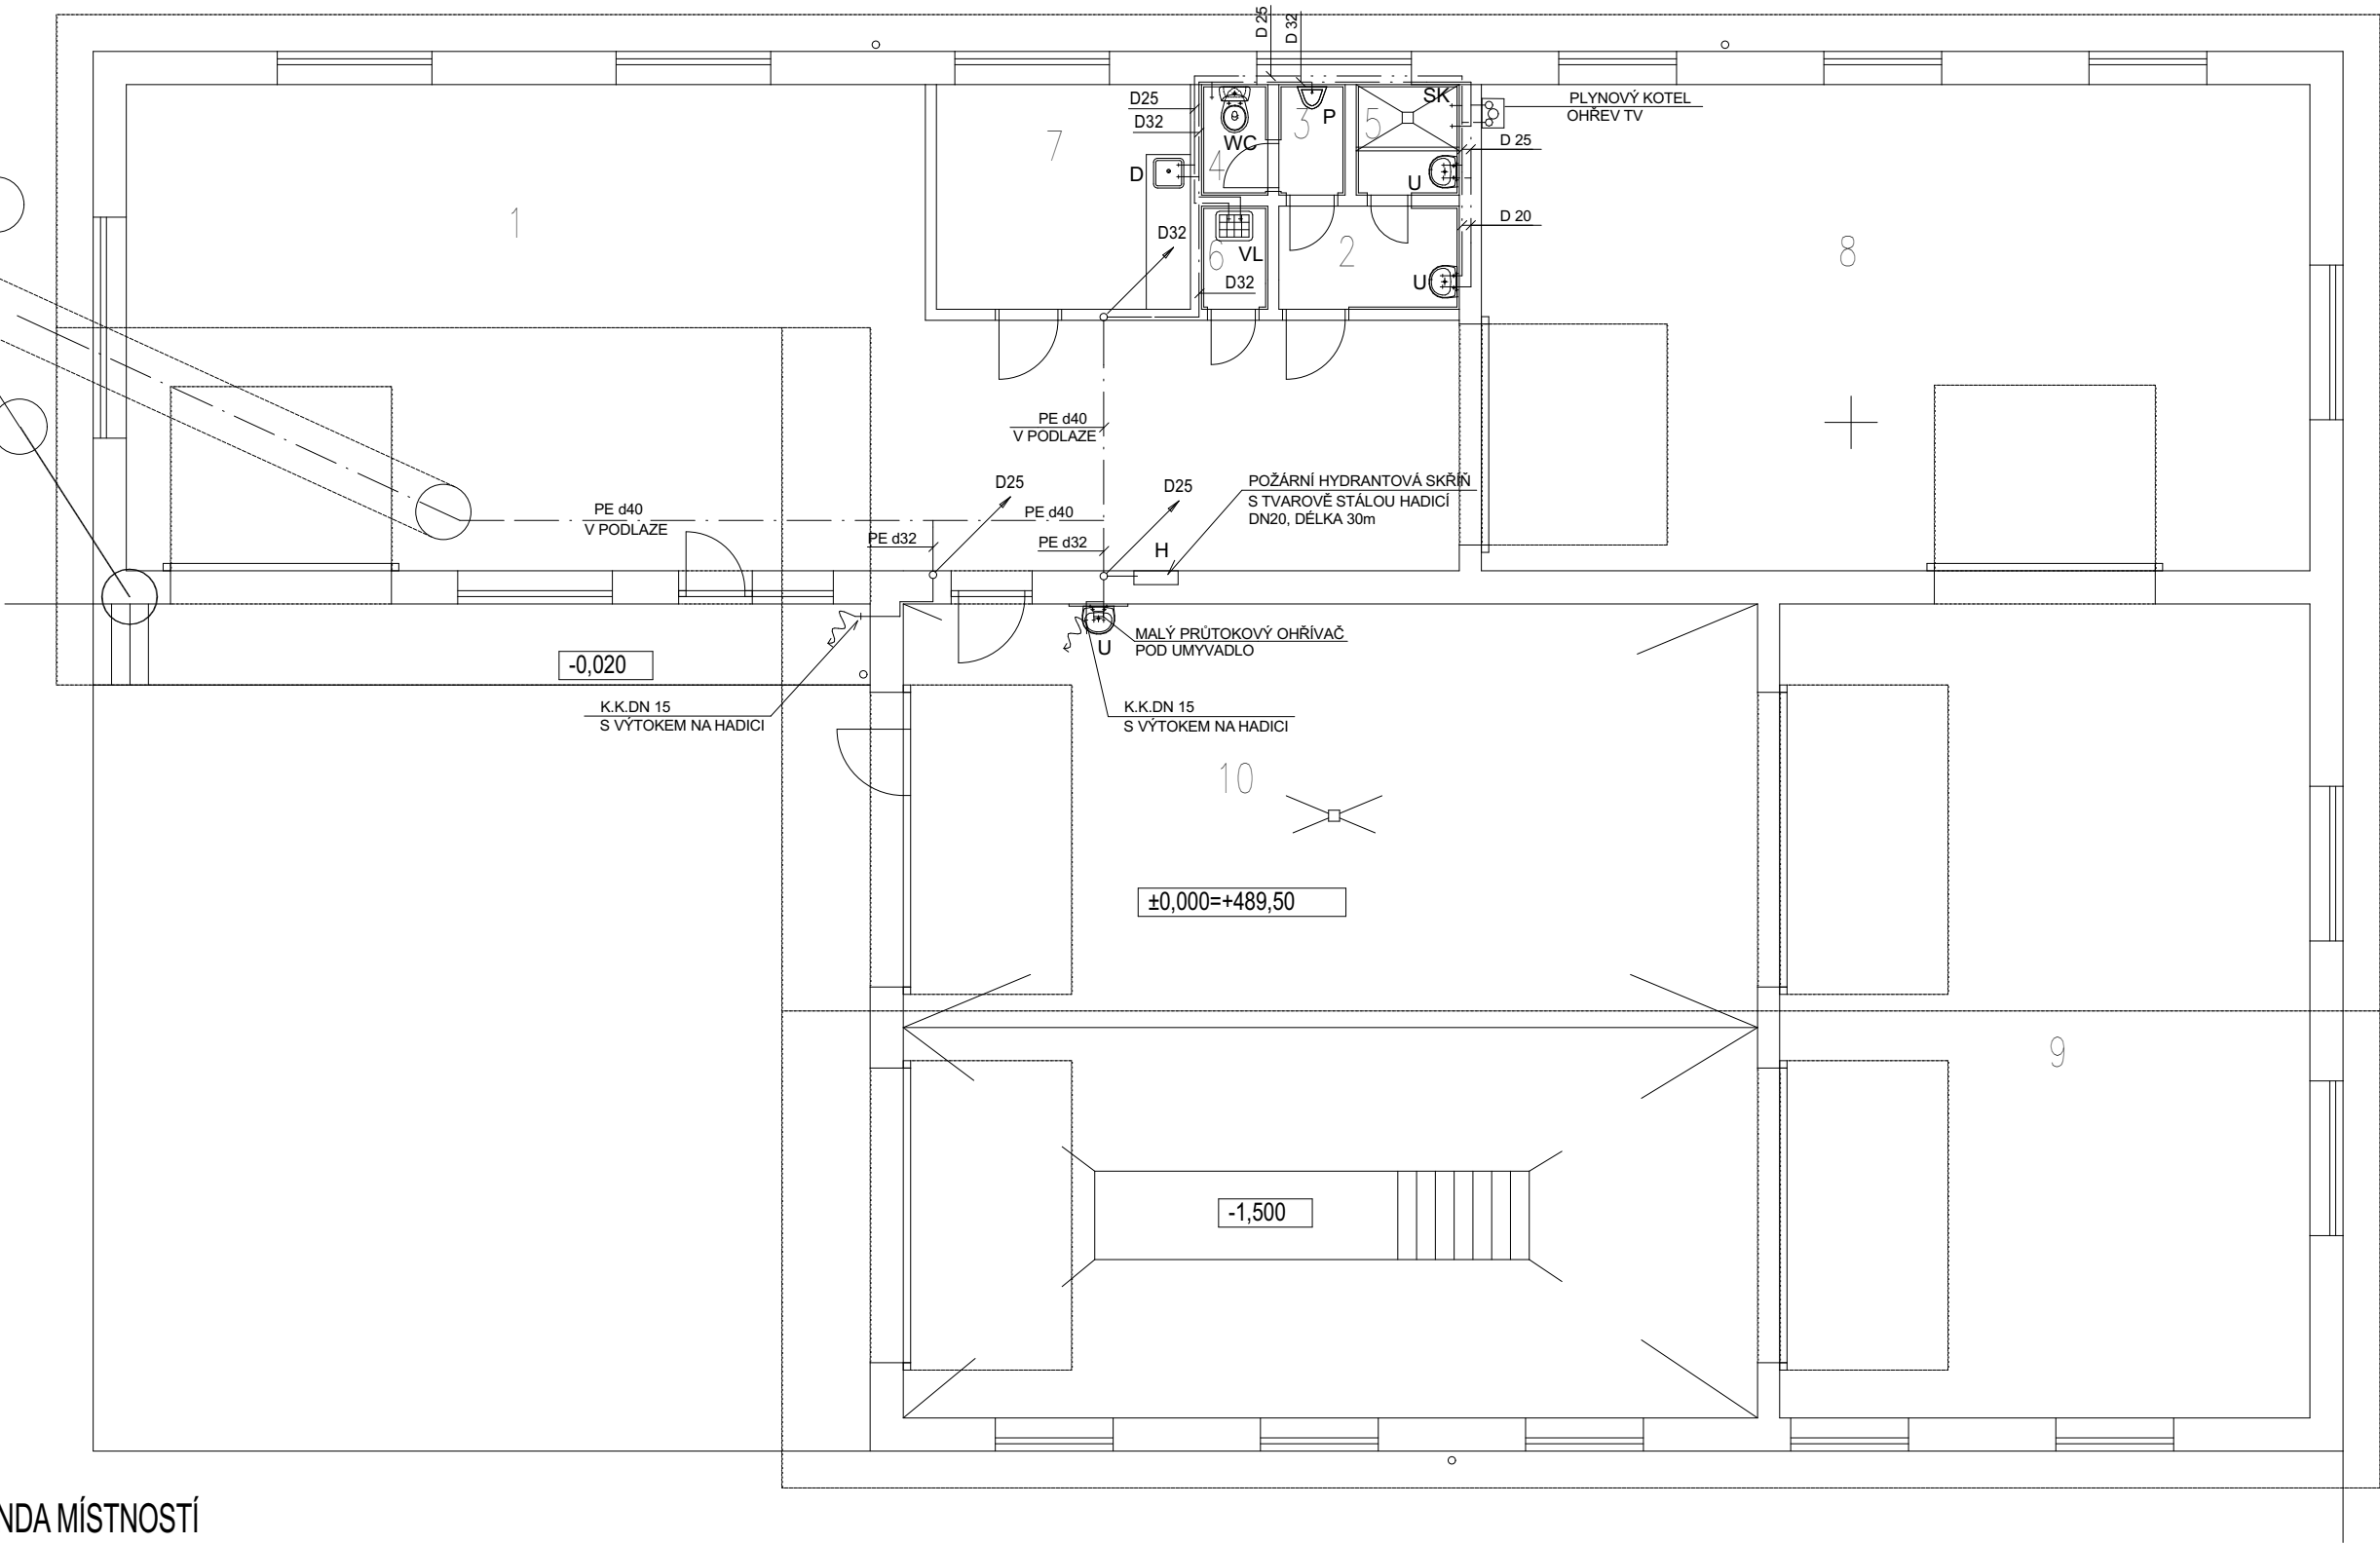 D 25
D 32
D25
D32
7
WC
4
3
P
5
SK
PLYNOVÝ KOTEL
OHŘEV TV
D 25
D
U
1
D32
6
VL
D32
2
U
D 20
8
PE d40
V PODLAZE
PE d40
V PODLAZE
D25
PE d40
PE d32
PE d32
D25
H
POŽÁRNÍ HYDRANTOVÁ SKŘÍŇ
S TVAROVĚ STÁLOU HADICÍ
DN20, DÉLKA 30m
-0,020
U
MALÝ PRŮTOKOVÝ OHŘÍVAČ
POD UMYVADLO
K.K.DN 15
S VÝTOKEM NA HADICI
K.K.DN 15
S VÝTOKEM NA HADICI
10
±0,000=+489,50
9
-1,500
NDA MÍSTNOSTÍ